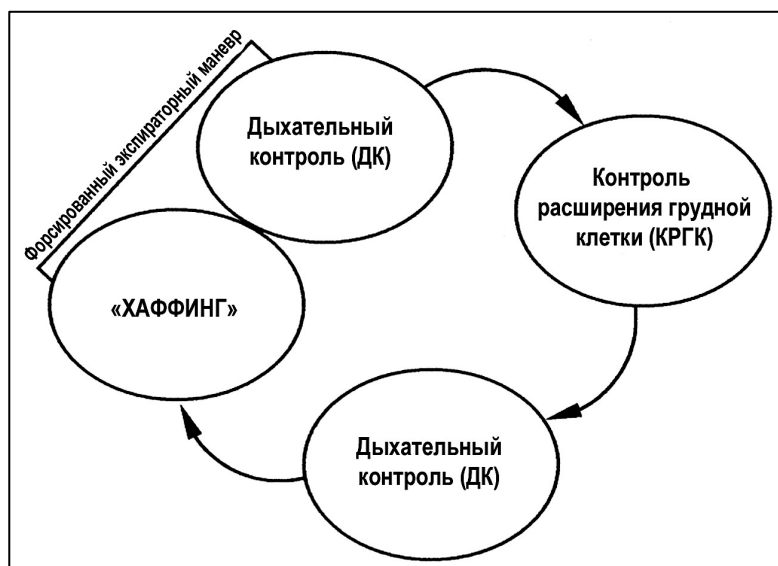 Форсированный экспираторный маневр
Дыхательный
контроль (ДК)
Контроль
расширения грудной
клетки (КРГК)
«ХАФФИНГ»
Дыхательный
контроль (ДК)